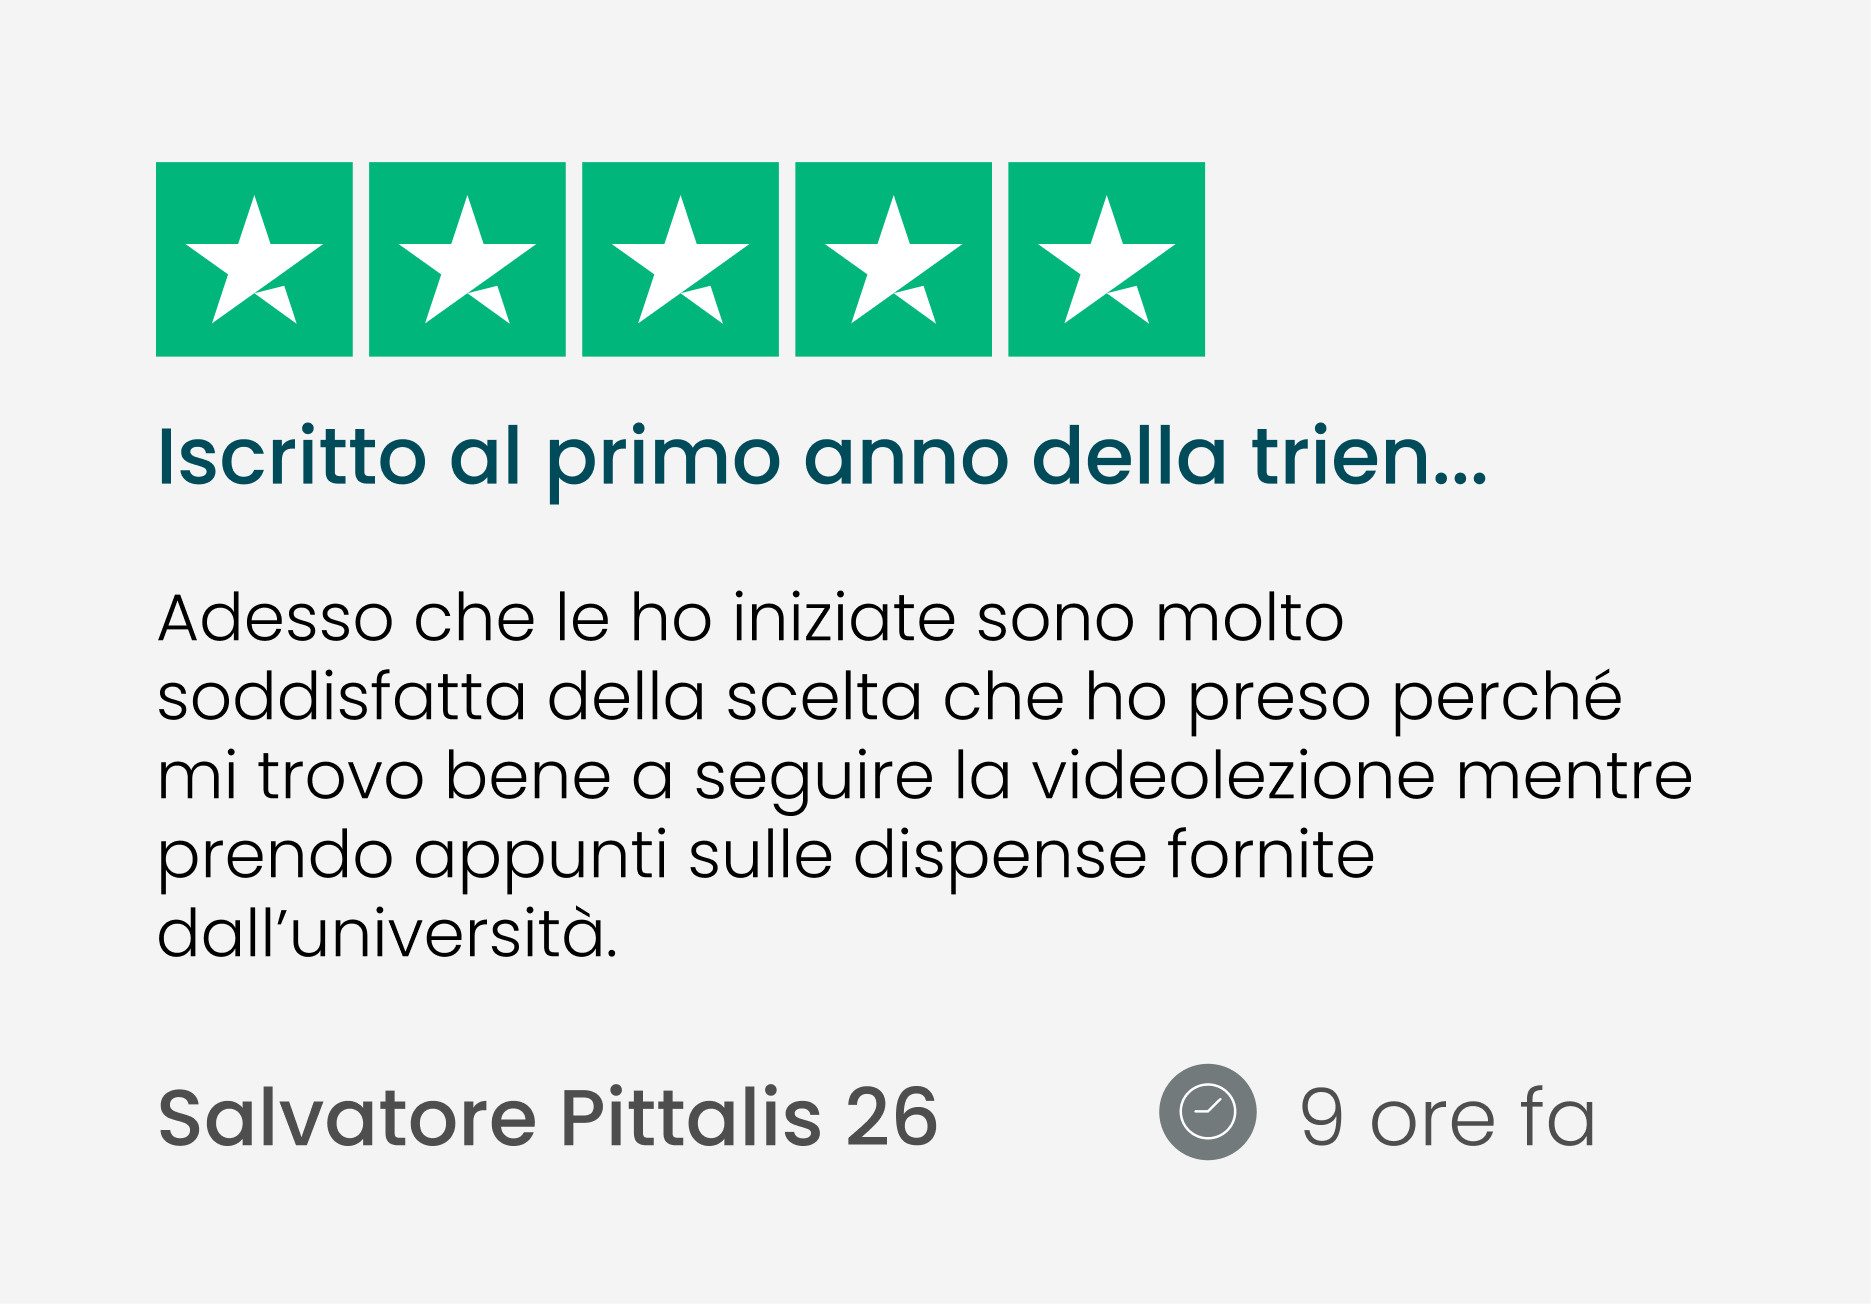 Iscritto al primo anno della trien...
Adesso che le ho iniziate sono molto
soddisfatta della scelta che ho preso perché
mi trovo bene a seguire la videolezione mentre
prendo appunti sulle dispense fornite
dall’università.
Salvatore Pittalis 26
9 ore fa